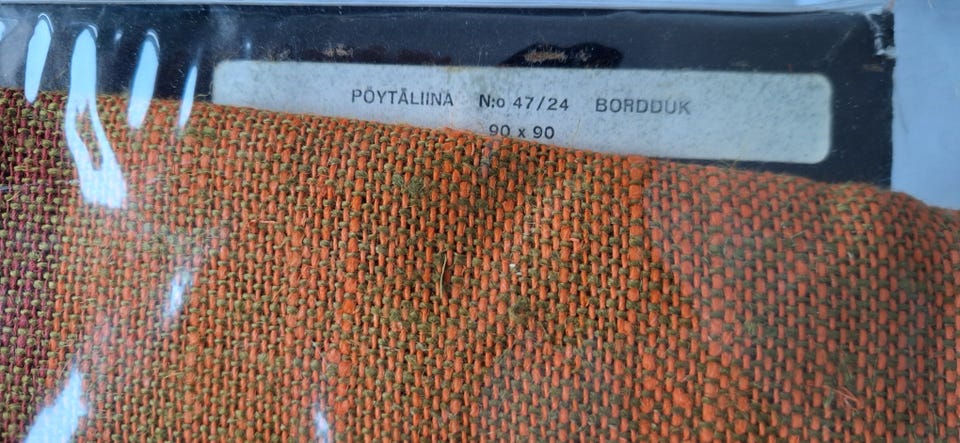 PÖYTÄLIINA N:o 47/24 BORDDUK
90 x 90